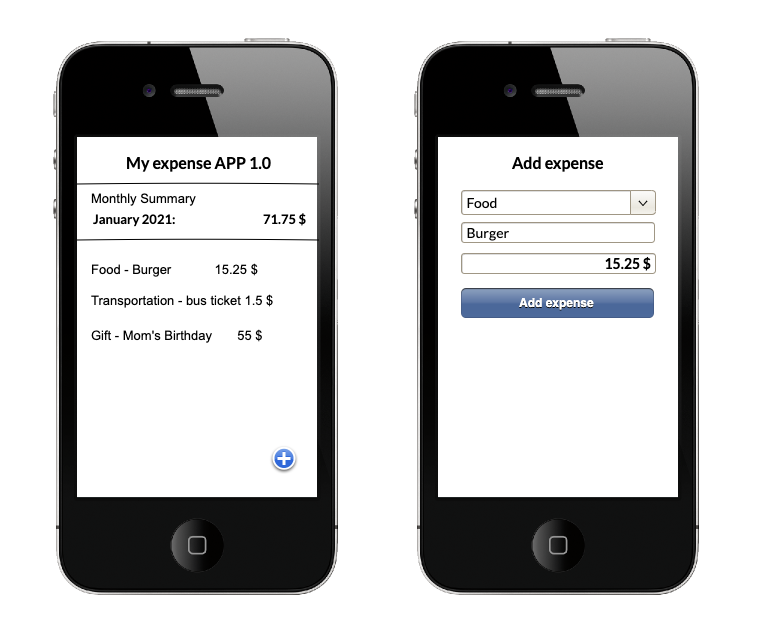 My expense APP 1.0
Monthly Summary
January 2021: 71.75 $
Food - Burger 15.25 $
Transportation - bus ticket 1.5 $
Gift - Mom's Birthday 55 $
Add expense
Food
Burger
15.25 $
Add expense